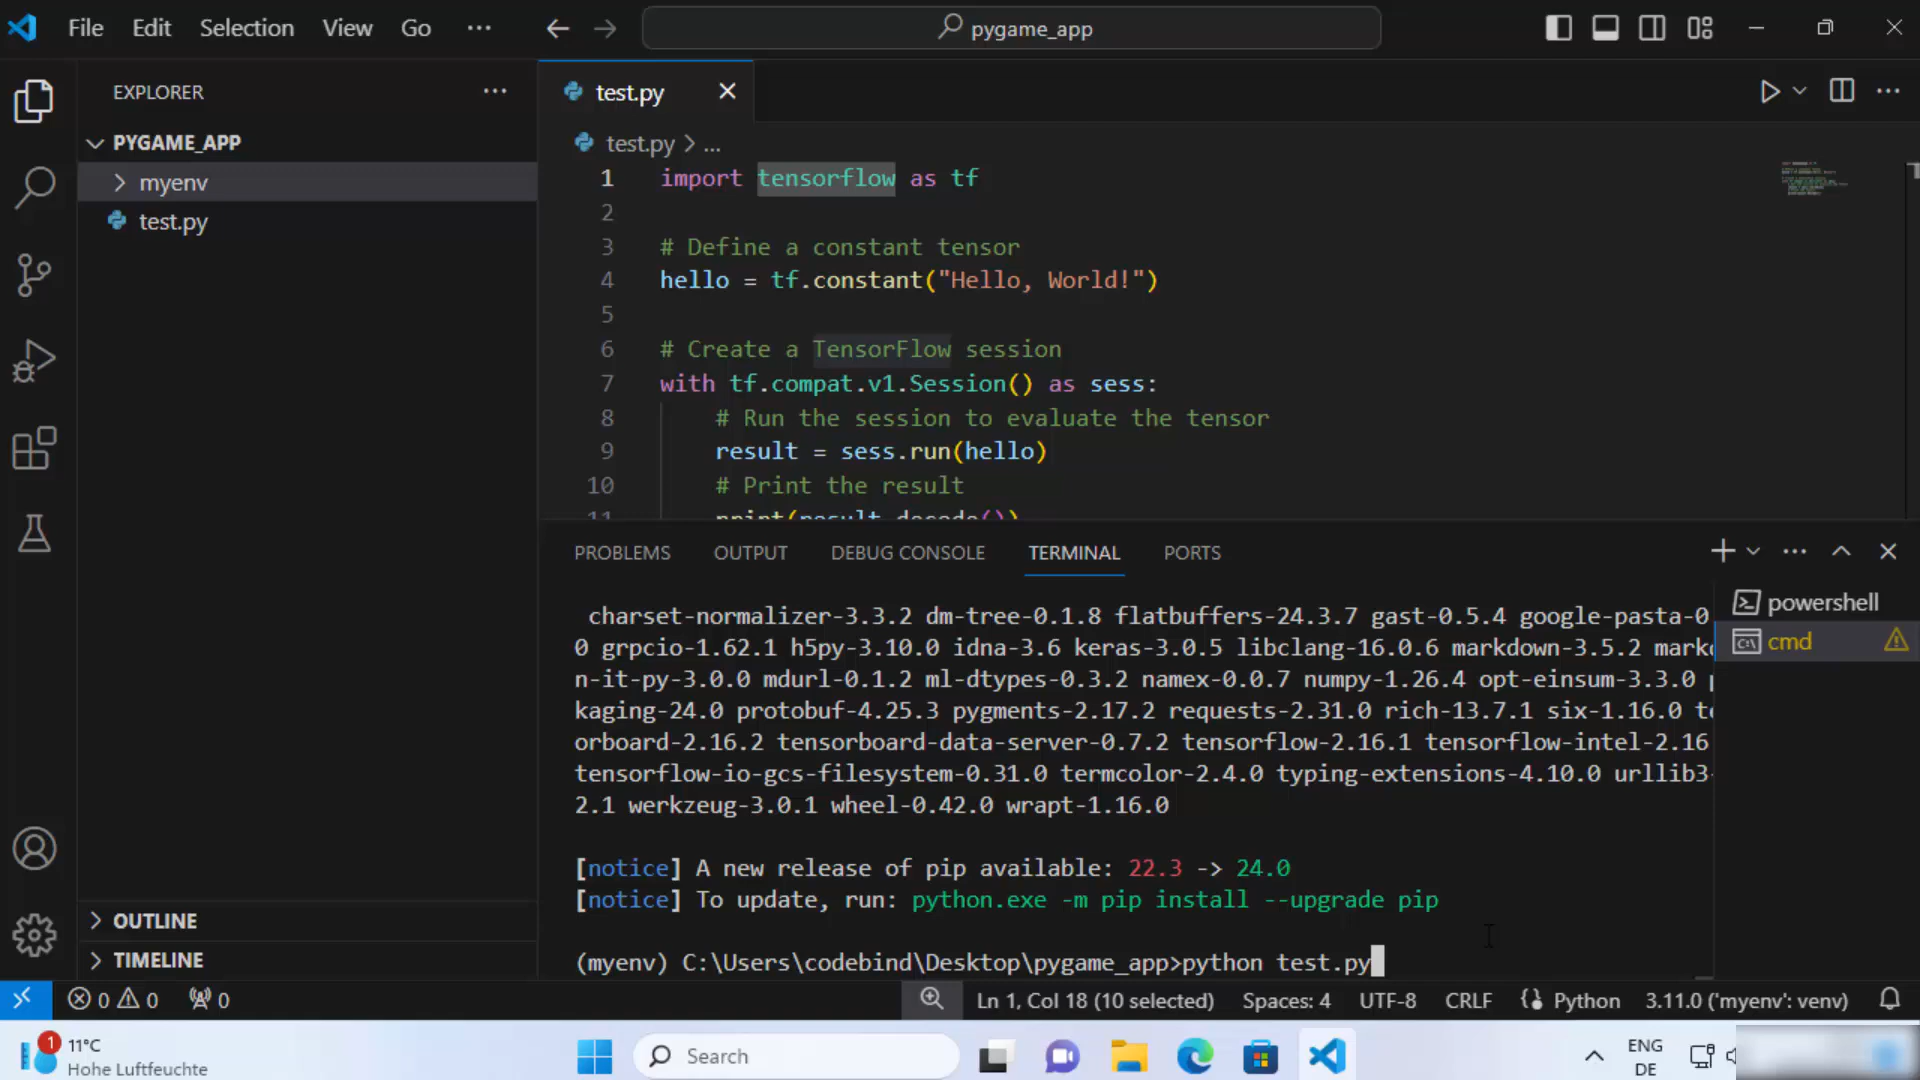 File Edit Selection View Go ··· pygame_app
EXPLORER ···
PYGAME_APP
myenv
test.py
OUTLINE
TIMELINE
test.py
test.py > ...
1 import tensorflow as tf
2
3 # Define a constant tensor
4 hello = tf.constant("Hello, World!")
5
6 # Create a TensorFlow session
7 with tf.compat.v1.Session() as sess:
8 # Run the session to evaluate the tensor
9 result = sess.run(hello)
10 # Print the result
11 print(result.decode())
PROBLEMS OUTPUT DEBUG CONSOLE TERMINAL PORTS
powershell
cmd
charset-normalizer-3.3.2 dm-tree-0.1.8 flatbuffers-24.3.7 gast-0.5.4 google-pasta-0
0 grpcio-1.62.1 h5py-3.10.0 idna-3.6 keras-3.0.5 libclang-16.0.6 markdown-3.5.2
n-it-py-3.0.0 mdurl-0.1.2 ml-dtypes-0.3.2 namex-0.0.7 numpy-1.26.4 opt-einsum-3.3.0
kaging-24.0 protobuf-4.25.3 pygments-2.17.2 requests-2.31.0 rich-13.7.1 six-1.16.0
orboard-2.16.2 tensorboard-data-server-0.7.2 tensorflow-2.16.1 tensorflow-intel-2.16
tensorflow-io-gcs-filesystem-0.31.0 termcolor-2.4.0 typing-extensions-4.10.0 urllib3-
2.1 werkzeug-3.0.1 wheel-0.42.0 wrapt-1.16.0
[notice] A new release of pip available: 22.3 -> 24.0
[notice] To update, run: python.exe -m pip install --upgrade pip
(myenv) C:\Users\codebind\Desktop\pygame_app>python test.py
0 0 0 Ln 1, Col 18 (10 selected) Spaces: 4 UTF-8 CRLF Python 3.11.0 ('myenv': venv)
1 11°C
Hohe Luftfeuchte
Search
ENG
DE